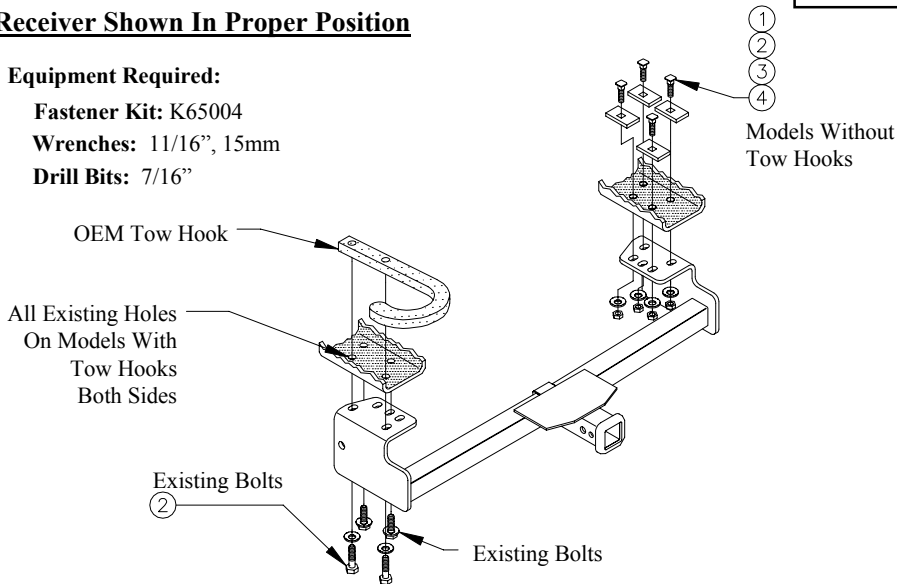 Receiver Shown In Proper Position
Equipment Required:
Fastener Kit: K65004
Wrenches: 11/16”, 15mm
Drill Bits: 7/16”
OEM Tow Hook
All Existing Holes
On Models With
Tow Hooks
Both Sides
Existing Bolts
2
Existing Bolts
1
2
3
4
Models Without
Tow Hooks